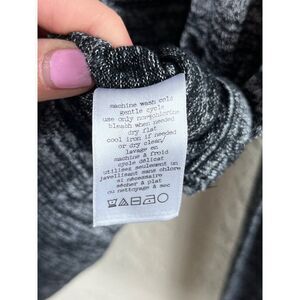 machine wash cold
gentle cycle
use only non-chlorine
bleach when needed
dry flat
cool iron if needed
or dry clean/
lavage en
machine à froid
cycle délicat
utilisez seulement un
javellisant sans chlore
si nécessaire
sécher à plat
ou nettoyage à sec